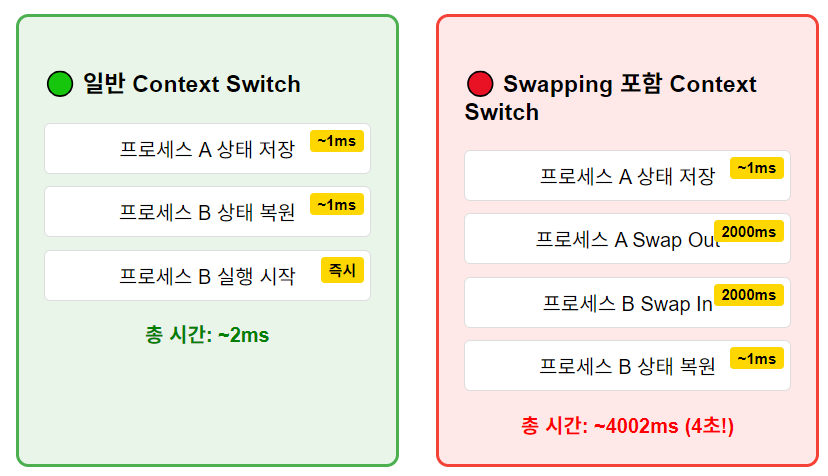 일반 Context Switch
프로세스 A 상태 저장
~1ms
프로세스 B 상태 복원
~1ms
프로세스 B 실행 시작
즉시
총 시간: ~2ms
Swapping 포함 Context
Switch
프로세스 A 상태 저장
~1ms
프로세스 A Swap Out
2000ms
프로세스 B Swap In
2000ms
프로세스 B 상태 복원
~1ms
총 시간: ~4002ms (4초!)